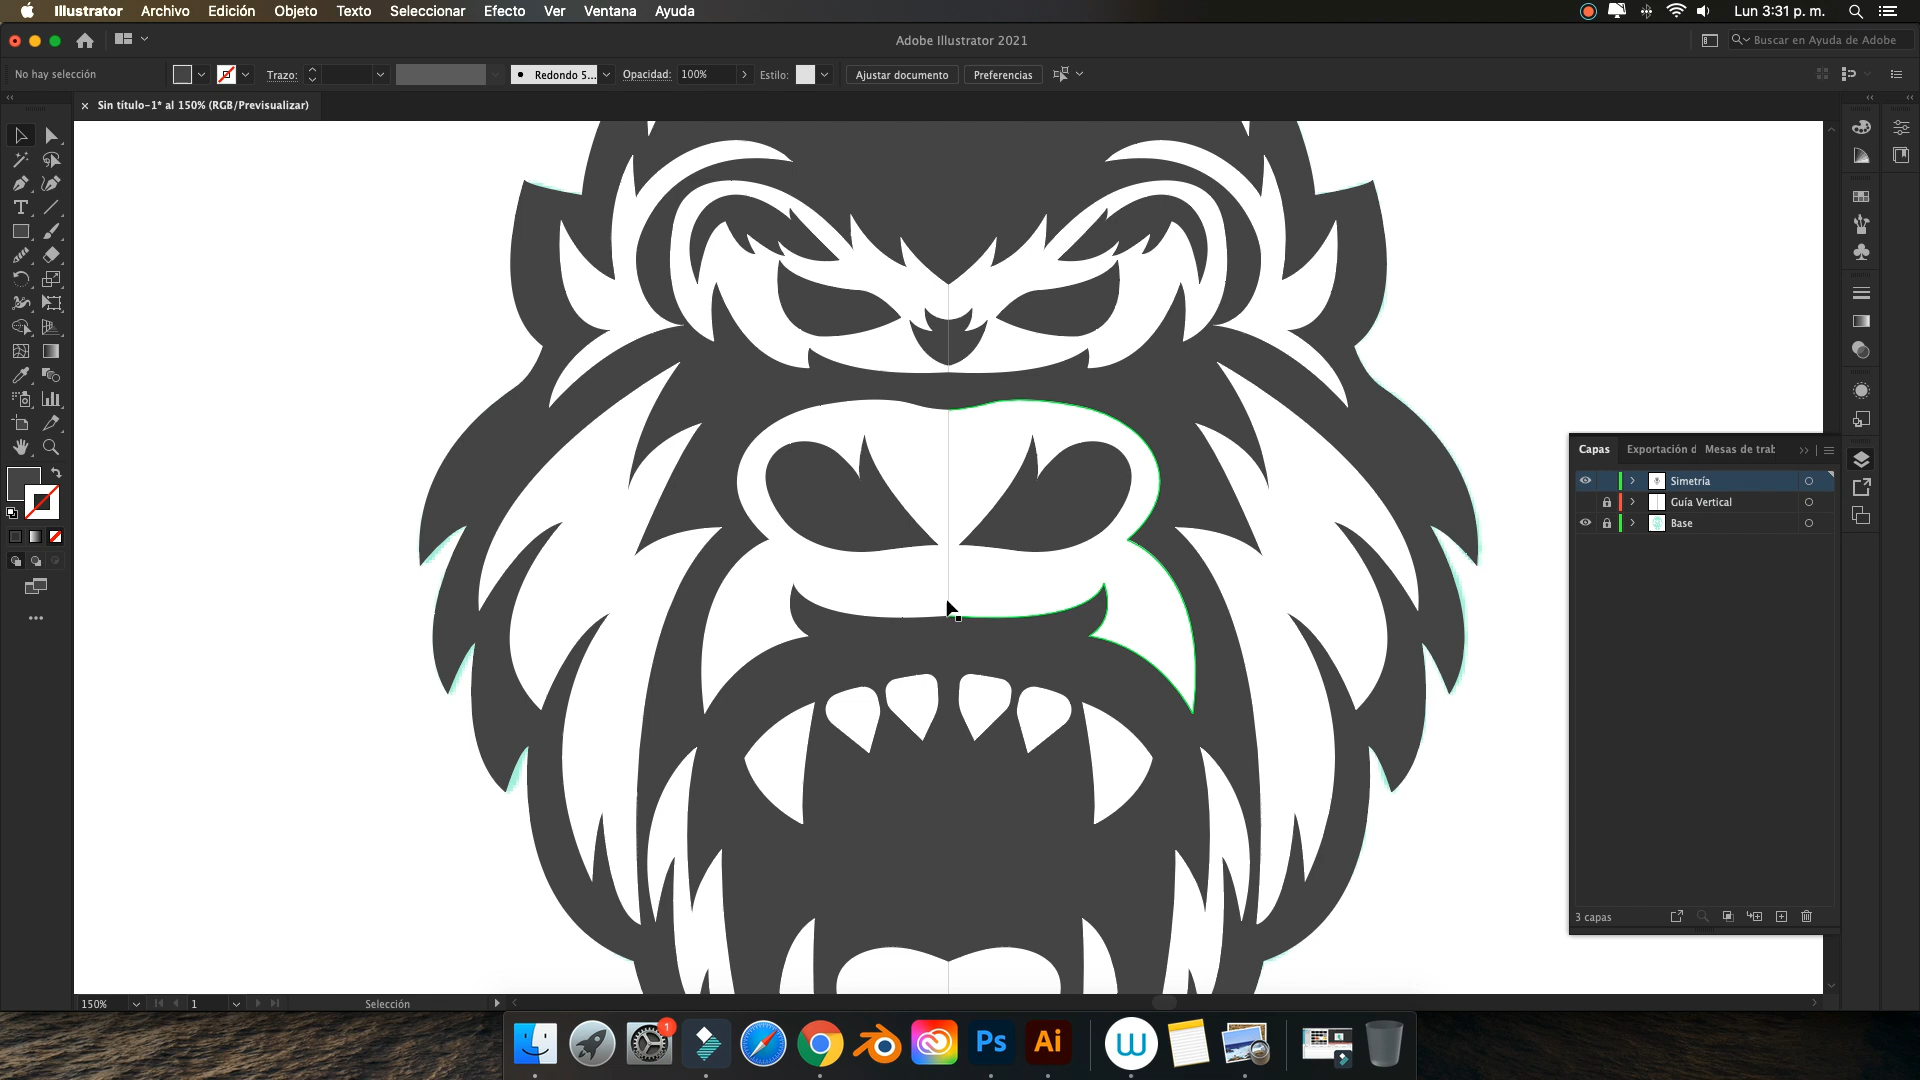 Illustrator Archivo Edición Objeto Texto Seleccionar Efecto Ver Ventana Ayuda Lun 3:31 p. m.
Adobe Illustrator 2021 Buscar en Ayuda de Adobe
No hay selección Trazo: Redondo 5... Opacidad: 100% Estilo: Ajustar documento Preferencias
× Sin título-1* al 150% (RGB/Previsualizar)
Capas Exportación d Mesas de trab
Simetría
Guía Vertical
Base
3 capas
150% 1 Selección
1
Ps Ai